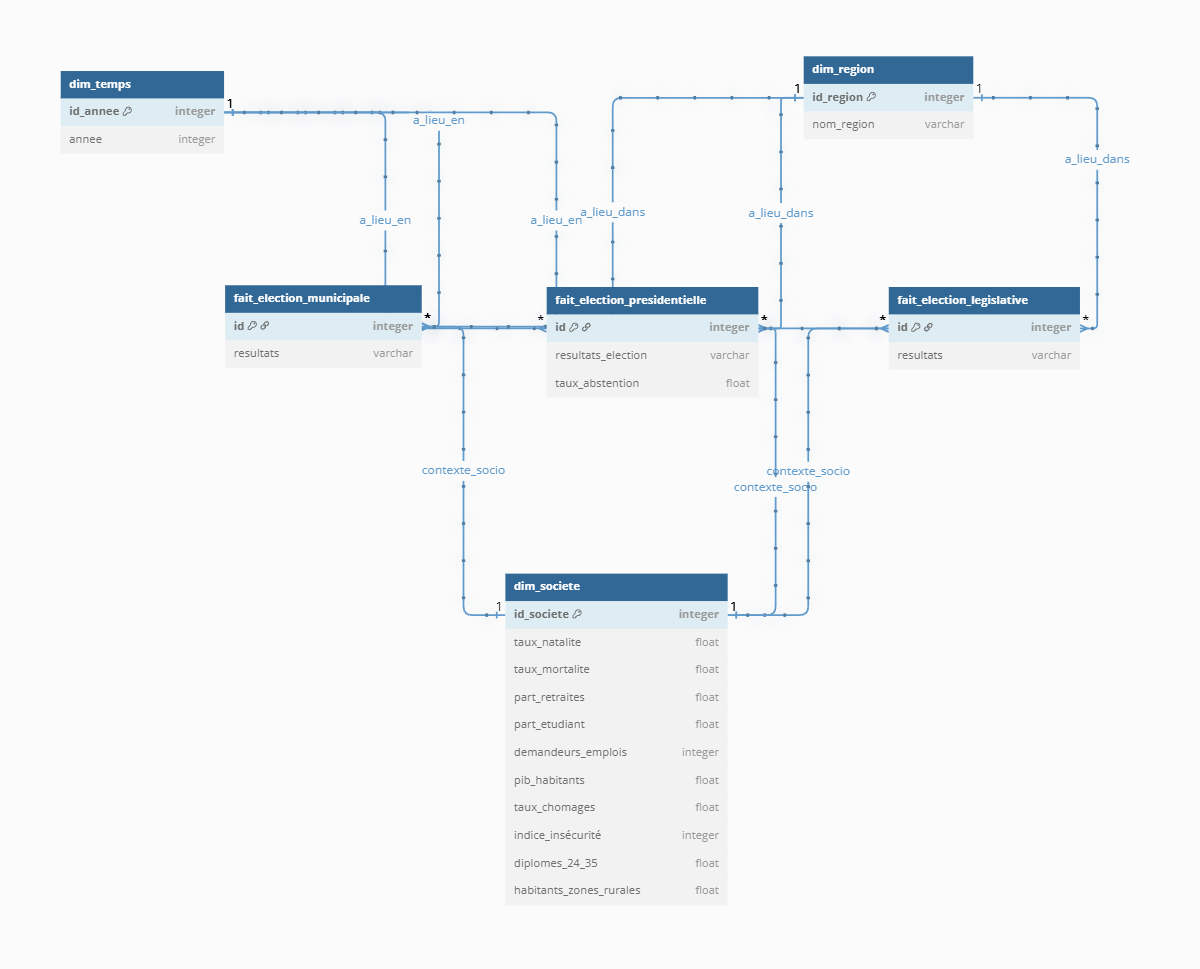 dim_temps
id_annee integer
annee integer
1
dim_region
id_region integer
nom_region varchar
1
1
a_lieu_en
a_lieu_dans
a_lieu_en
a_lieu_en
a_lieu_dans
a_lieu_dans
fait_election_municipale
id integer
resultats varchar
*
*
fait_election_presidentielle
id integer
resultats_election varchar
taux_abstention float
*
*
fait_election_legislative
id integer
resultats varchar
*
contexte_socio
contexte_socio
contexte_socio
1
1
dim_societe
id_societe integer
taux_natalite float
taux_mortalite float
part_retraites float
part_etudiant float
demandeurs_emplois integer
pib_habitants float
taux_chomages float
indice_insécurité integer
diplomes_24_35 float
habitants_zones_rurales float